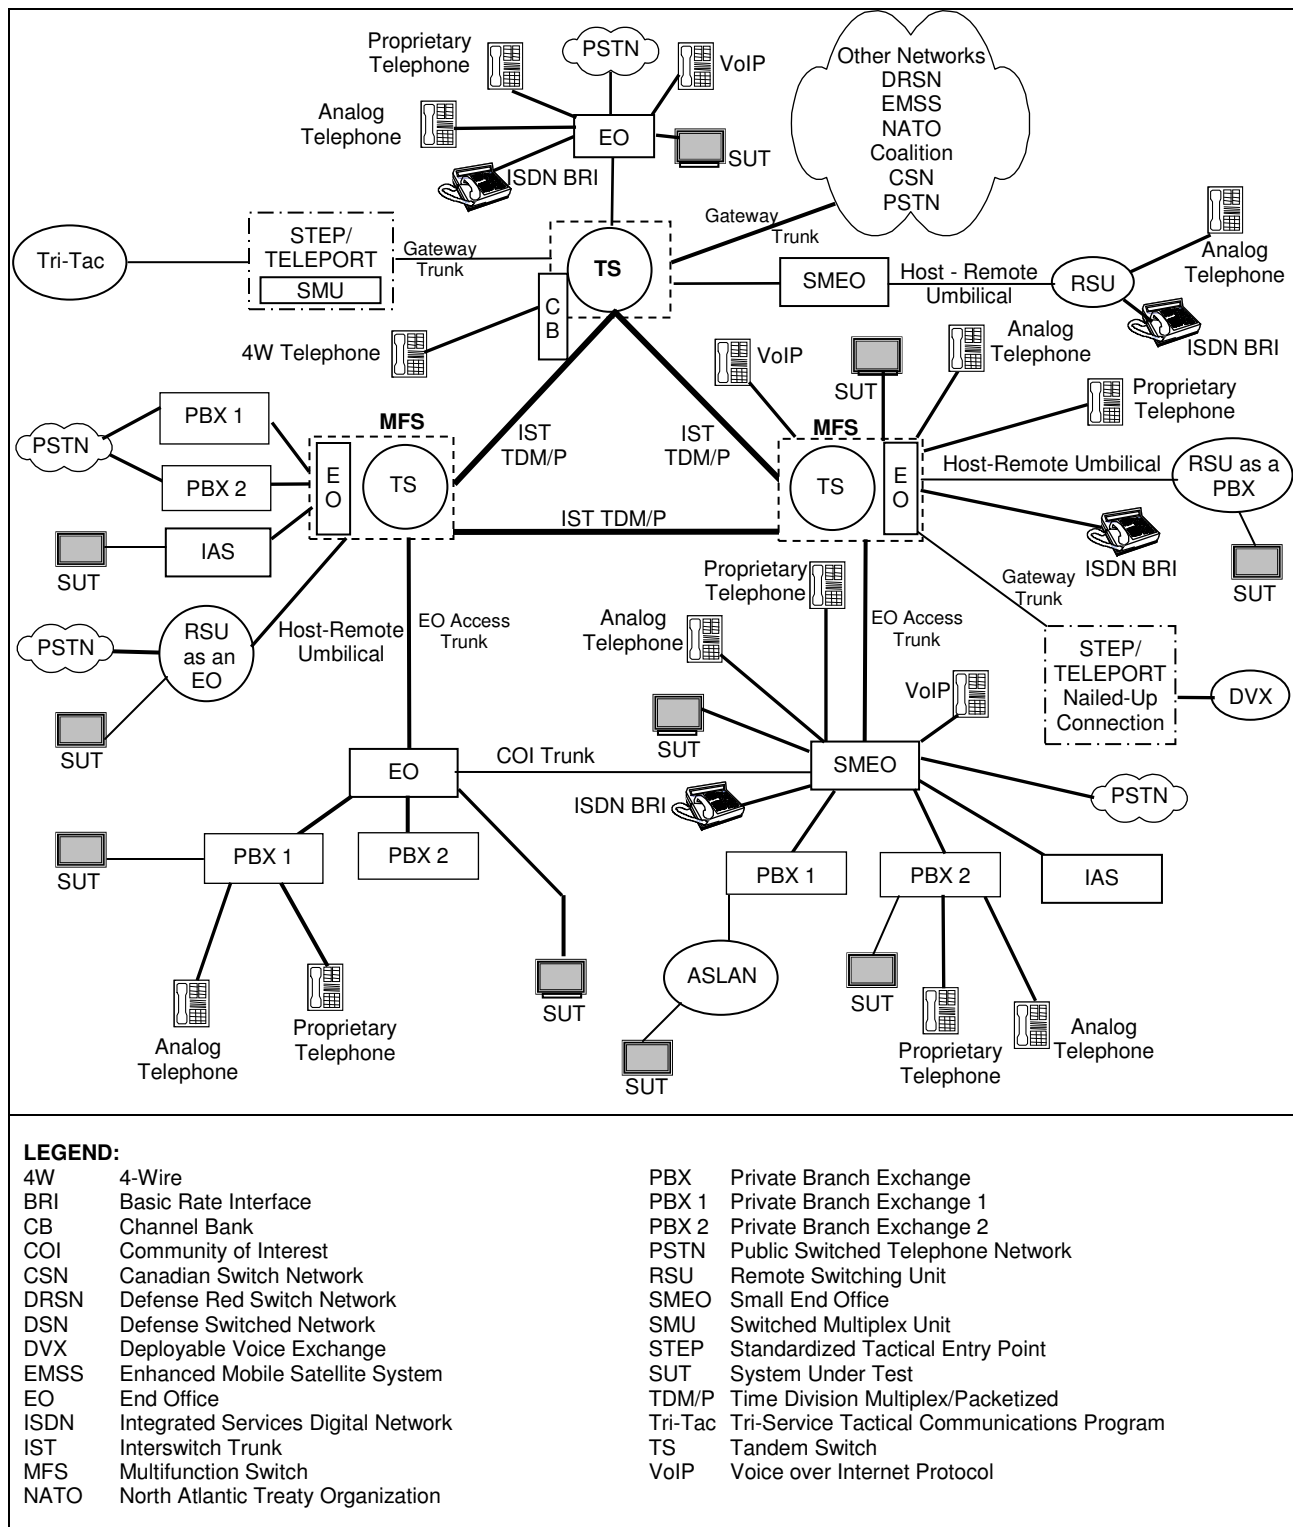 Proprietary
Telephone
PSTN
VoIP
Analog
Telephone
EO
SUT
ISDN BRI
Other Networks
DRSN
EMSS
NATO
Coalition
CSN
PSTN
Tri-Tac
STEP/
TELEPORT
SMU
Gateway
Trunk
TS
C
B
Gateway
Trunk
SMEO
Host - Remote
Umbilical
RSU
Analog
Telephone
ISDN BRI
4W Telephone
VoIP
SUT
Analog
Telephone
Proprietary
Telephone
PSTN
PBX 1
PBX 2
IAS
SUT
MFS
E
O
TS
IST
TDM/P
IST
TDM/P
IST TDM/P
MFS
TS
E
O
Host-Remote Umbilical
RSU as a
PBX
ISDN BRI
SUT
Gateway
Trunk
STEP/
TELEPORT
Nailed-Up
Connection
DVX
PSTN
RSU
as an
EO
SUT
Host-Remote
Umbilical
EO Access
Trunk
Proprietary
Telephone
Analog
Telephone
EO Access
Trunk
VoIP
SUT
EO
COI Trunk
SMEO
ISDN BRI
PSTN
SUT
PBX 1
PBX 2
PBX 1
PBX 2
IAS
Analog
Telephone
Proprietary
Telephone
SUT
ASLAN
SUT
SUT
Proprietary
Telephone
Analog
Telephone
LEGEND:
4W 4-Wire
BRI Basic Rate Interface
CB Channel Bank
COI Community of Interest
CSN Canadian Switch Network
DRSN Defense Red Switch Network
DSN Defense Switched Network
DVX Deployable Voice Exchange
EMSS Enhanced Mobile Satellite System
EO End Office
ISDN Integrated Services Digital Network
IST Interswitch Trunk
MFS Multifunction Switch
NATO North Atlantic Treaty Organization
PBX Private Branch Exchange
PBX 1 Private Branch Exchange 1
PBX 2 Private Branch Exchange 2
PSTN Public Switched Telephone Network
RSU Remote Switching Unit
SMEO Small End Office
SMU Switched Multiplex Unit
STEP Standardized Tactical Entry Point
SUT System Under Test
TDM/P Time Division Multiplex/Packetized
Tri-Tac Tri-Service Tactical Communications Program
TS Tandem Switch
VoIP Voice over Internet Protocol